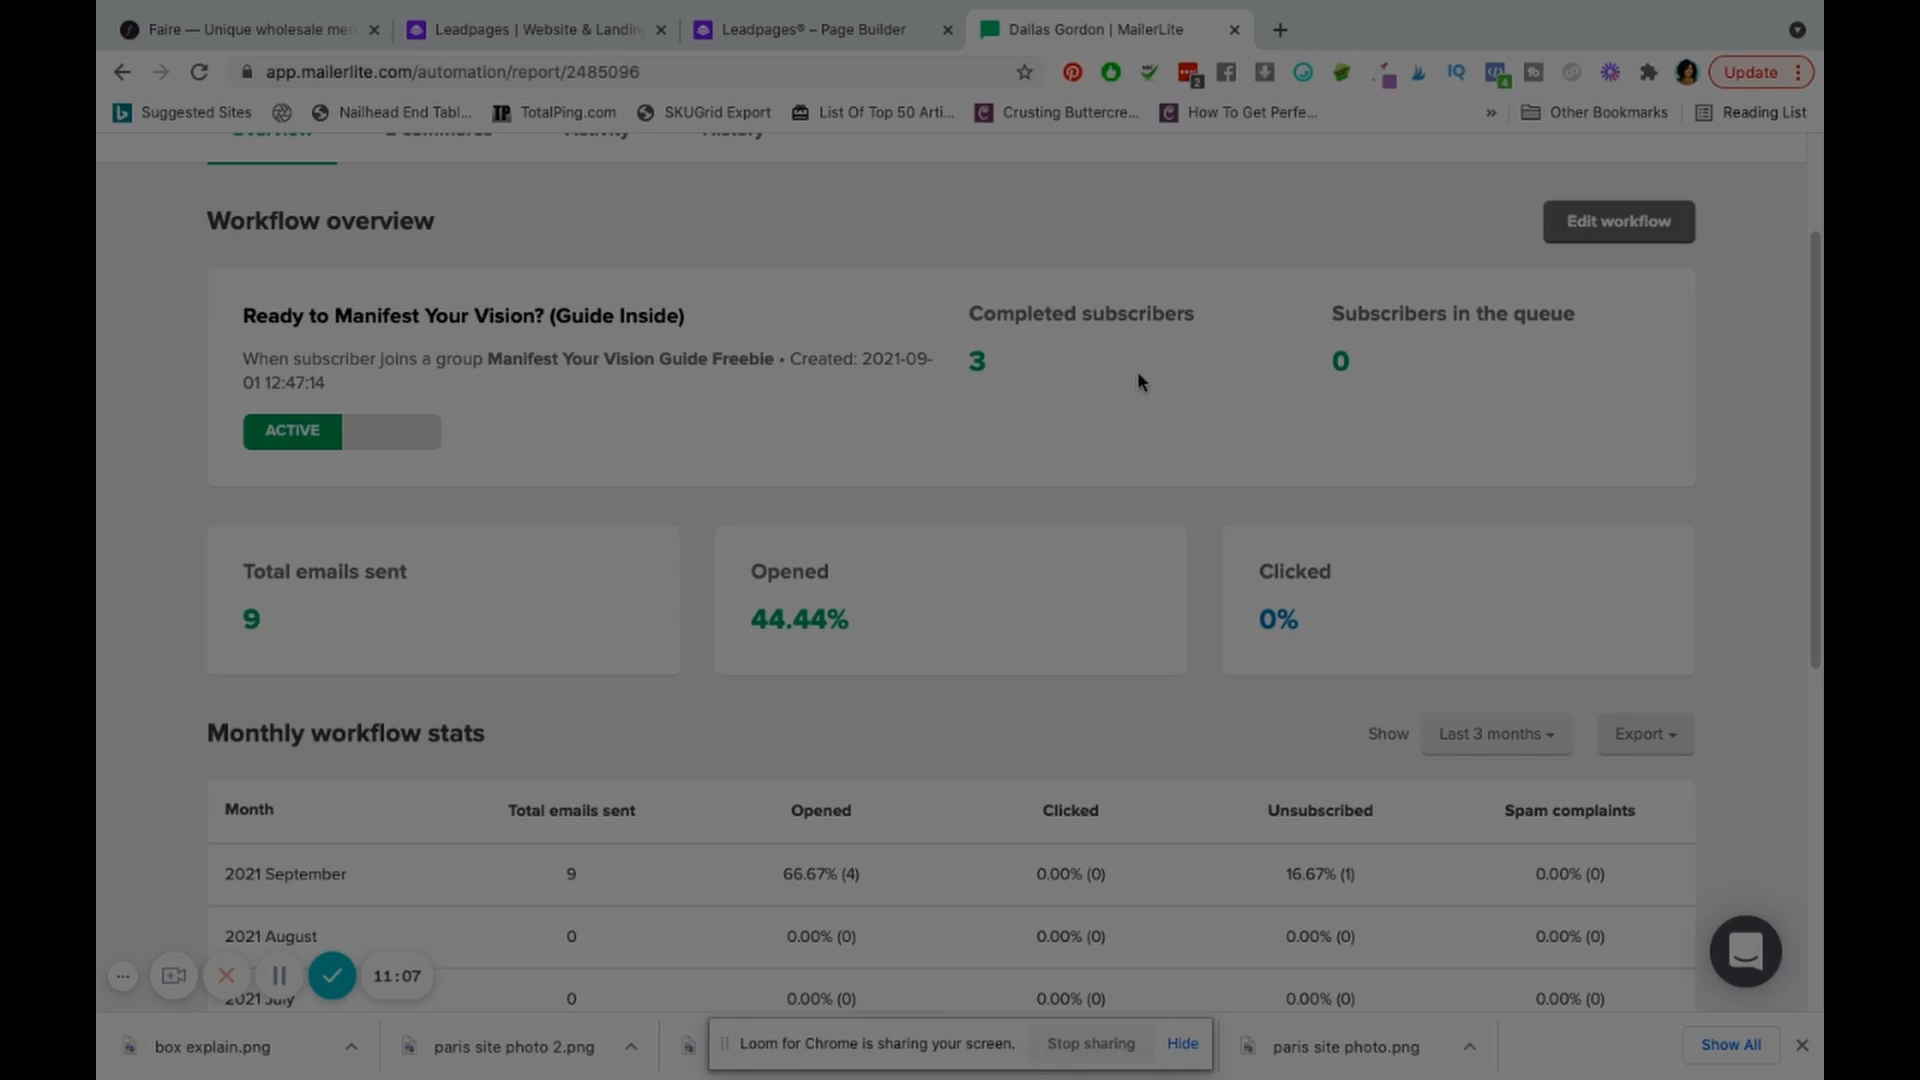 Faire — Unique wholesale mer
Leadpages | Website & Landin
Leadpages® – Page Builder
Dallas Gordon | MailerLite
app.mailerlite.com/automation/report/2485096
Update
Suggested Sites
Nailhead End Tabl...
TotalPing.com
SKUGrid Export
List Of Top 50 Arti...
Crusting Buttercre...
How To Get Perfe...
»
Other Bookmarks
Reading List
Overview
E-commerce
Activity
History
Workflow overview
Edit workflow
Ready to Manifest Your Vision? (Guide Inside)
When subscriber joins a group Manifest Your Vision Guide Freebie • Created: 2021-09-
01 12:47:14
ACTIVE
Completed subscribers
3
Subscribers in the queue
0
Total emails sent
9
Opened
44.44%
Clicked
0%
Monthly workflow stats
Show
Last 3 months
Export
Month Total emails sent Opened Clicked Unsubscribed Spam complaints
2021 September 9 66.67% (4) 0.00% (0) 16.67% (1) 0.00% (0)
2021 August 0 0.00% (0) 0.00% (0) 0.00% (0) 0.00% (0)
2021 July 0 0.00% (0) 0.00% (0) 0.00% (0) 0.00% (0)
11:07
box explain.png
paris site photo 2.png
Loom for Chrome is sharing your screen.
Stop sharing
Hide
paris site photo.png
Show All